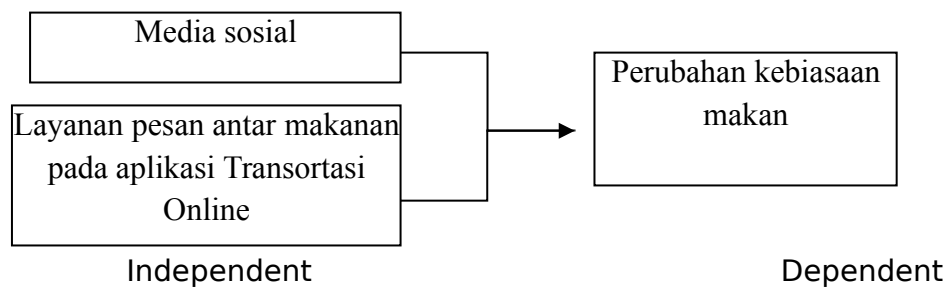 Media sosial
Layanan pesan antar makanan
pada aplikasi Transortasi
Online
Perubahan kebiasaan
makan
Independent
Dependent